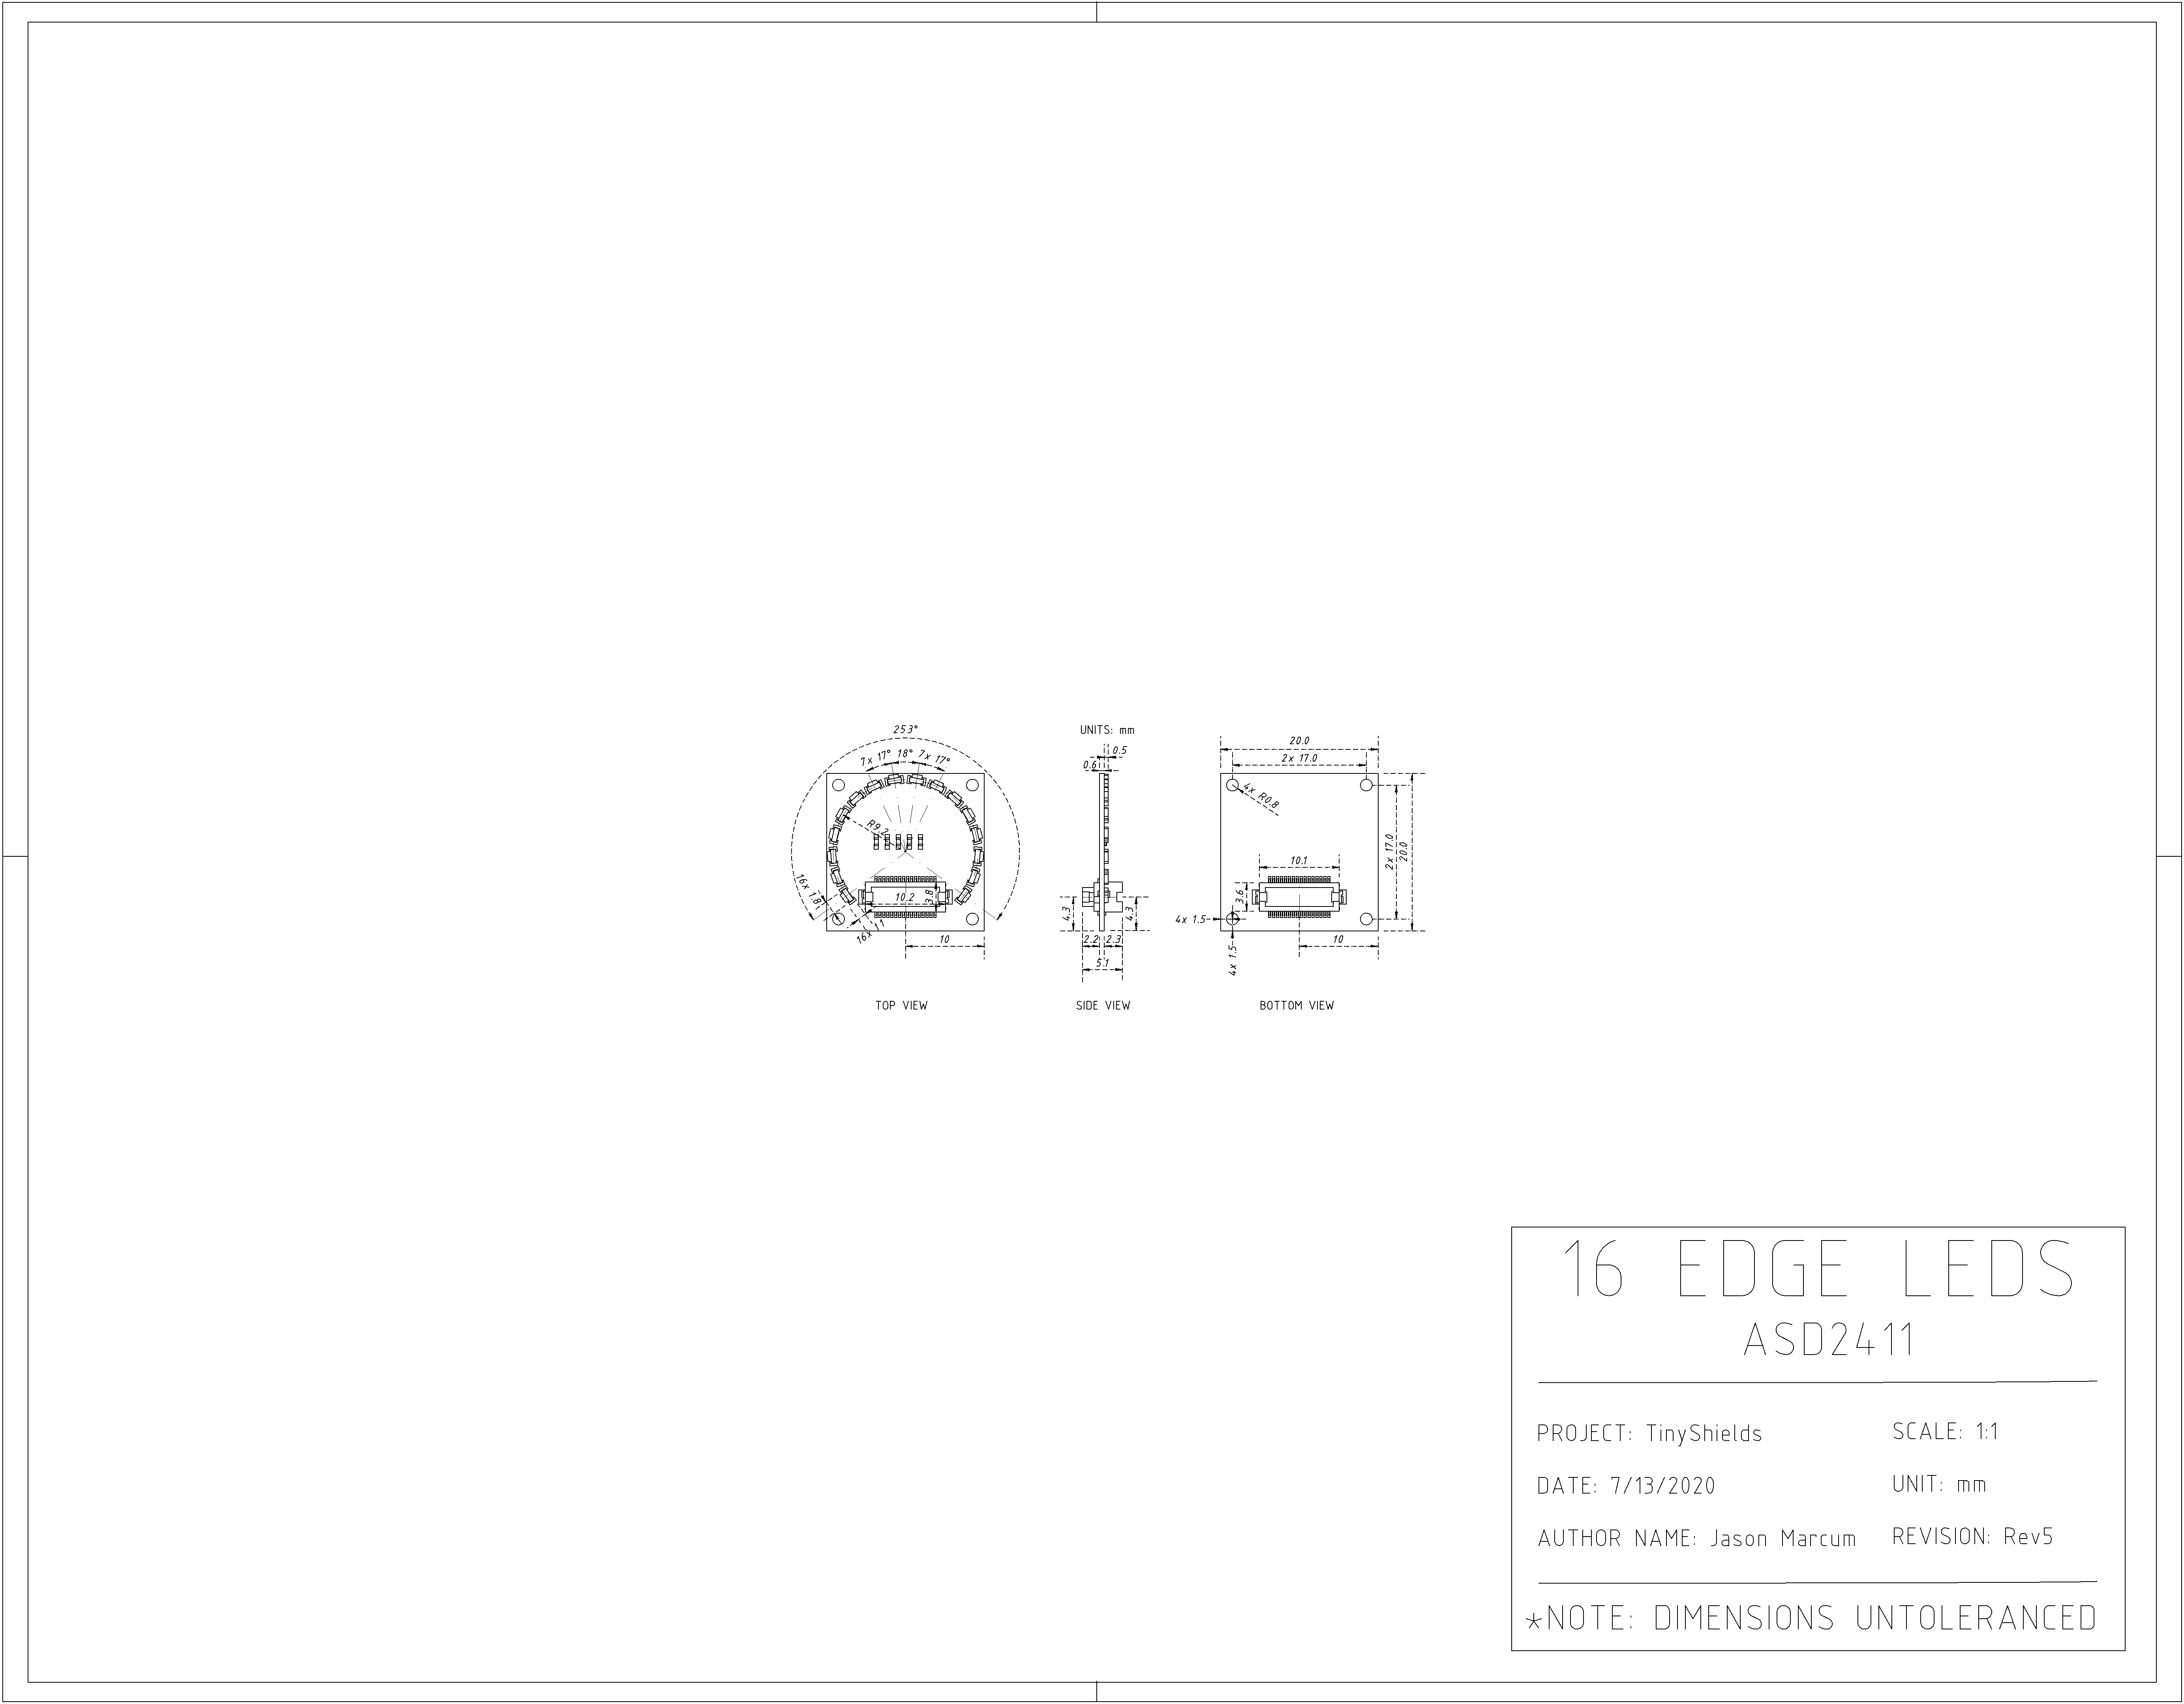 253°
7x 17° 18° 7x 17°
R9.2
16x 1.8
10.2
3.8
10
TOP VIEW
UNITS: mm
0.5
0.6
4.3
4.3
2.2 2.3
5.1
SIDE VIEW
20.0
2x 17.0
4x R0.8
2x 17.0
20.0
10.1
3.6
4x 1.5
4x 1.5
10
BOTTOM VIEW
16 EDGE LEDS
ASD2411
PROJECT: TinyShields
SCALE: 1:1
DATE: 7/13/2020
UNIT: mm
AUTHOR NAME: Jason Marcum
REVISION: Rev5
*NOTE: DIMENSIONS UNTOLERANCED